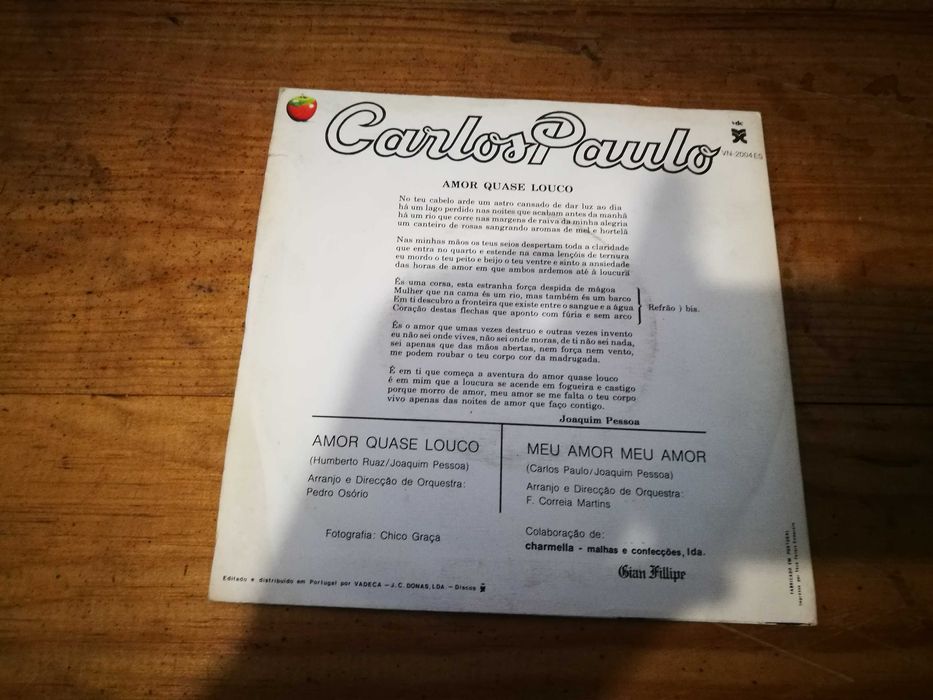 Carlos Paulo
vdc
VN-2004 ES
AMOR QUASE LOUCO
No teu cabelo arde um astro cansado de dar luz ao dia
há um lago perdido nas noites que acabam antes da manhã
há um rio que corre nas margens de raiva da minha alegria
um canteiro de rosas sangrando aromas de mel e hortelã
Nas minhas mãos os teus seios despertam toda a claridade
que entra no quarto e estende na cama lençóis de ternura
eu mordo o teu peito e beijo o teu ventre e sinto a ansiedade
das horas de amor em que ambos ardemos até à loucura
És uma corsa, esta estranha força despida de mágoa
Mulher que na cama és um rio, mas também és um barco
Em ti descubro a fronteira que existe entre o sangue e a água
Coração destas flechas que aponto com fúria e sem arco
Refrão ) bis.
És o amor que umas vezes destruo e outras vezes invento
eu não sei onde vives, não sei onde moras, de ti não sei nada,
sei apenas que das mãos abertas, nem força nem vento,
me podem roubar o teu corpo cor da madrugada.
É em ti que começa a aventura do amor quase louco
é em mim que a loucura se acende em fogueira e castigo
porque morro de amor, meu amor se me falta o teu corpo
vivo apenas das noites de amor que faço contigo.
Joaquim Pessoa
AMOR QUASE LOUCO
(Humberto Ruaz/Joaquim Pessoa)
Arranjo e Direcção de Orquestra:
Pedro Osório
MEU AMOR MEU AMOR
(Carlos Paulo/Joaquim Pessoa)
Arranjo e Direcção de Orquestra:
F. Correia Martins
Fotografia: Chico Graça
Colaboração de:
charmella - malhas e confecções, lda.
Gian Fillipe
Editado e distribuido em Portugal por VADECA — J. C. DONAS, LDA — Discos
FABRICADO EM PORTUGAL